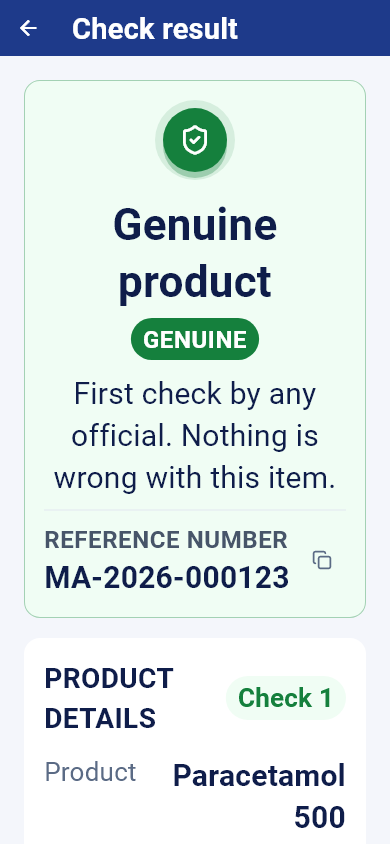 Check result
Genuine
product
GENUINE
First check by any
official. Nothing is
wrong with this item.
REFERENCE NUMBER
MA-2026-000123
PRODUCT
DETAILS
Check 1
Product
Paracetamol
500